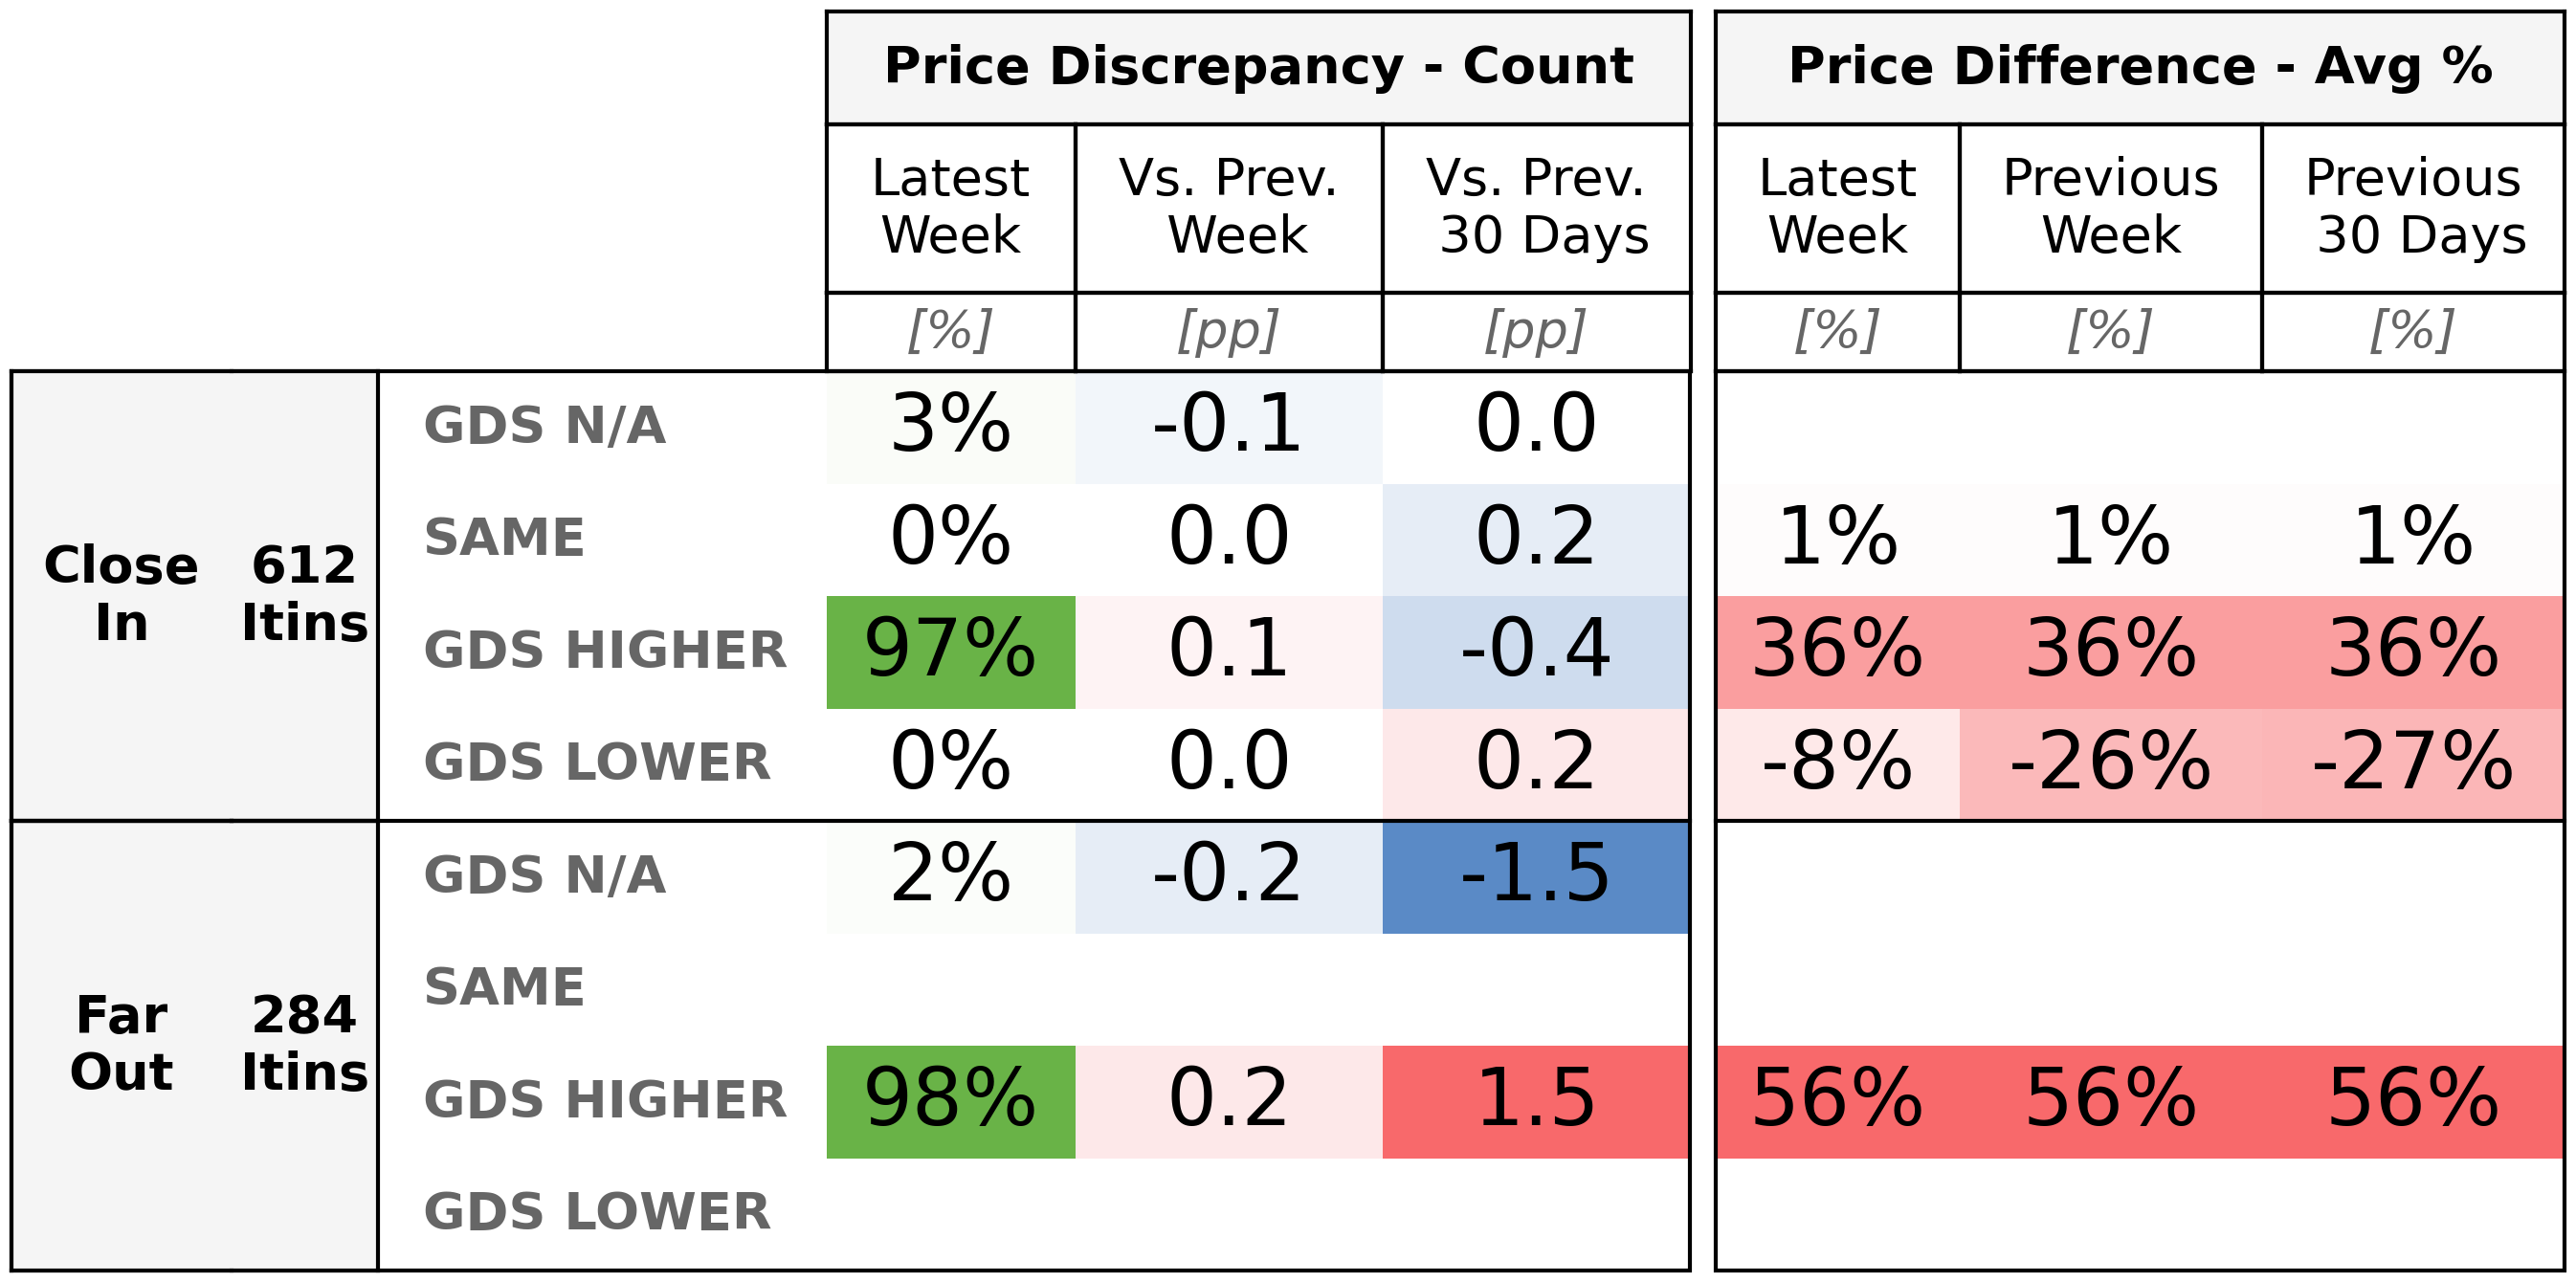 Price Discrepancy - Count Price Difference - Avg %
Latest Week Vs. Prev. Week Vs. Prev. 30 Days Latest Week Previous Week Previous 30 Days
[%] [pp] [pp] [%] [%] [%]
Close In 612 Itins
GDS N/A 3% -0.1 0.0
SAME 0% 0.0 0.2 1% 1% 1%
GDS HIGHER 97% 0.1 -0.4 36% 36% 36%
GDS LOWER 0% 0.0 0.2 -8% -26% -27%
Far Out 284 Itins
GDS N/A 2% -0.2 -1.5
SAME
GDS HIGHER 98% 0.2 1.5 56% 56% 56%
GDS LOWER